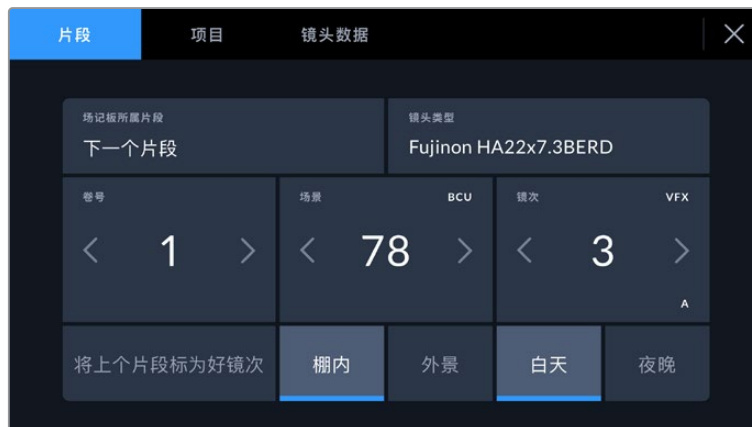 片段 项目 镜头数据
场记板所属片段 镜头类型
下一个片段 Fujinon HA22x7.3BERD
卷号 场景 BCU 镜次 VFX
1 78 3
A
将上个片段标为好镜次 棚内 外景 白天 夜晚